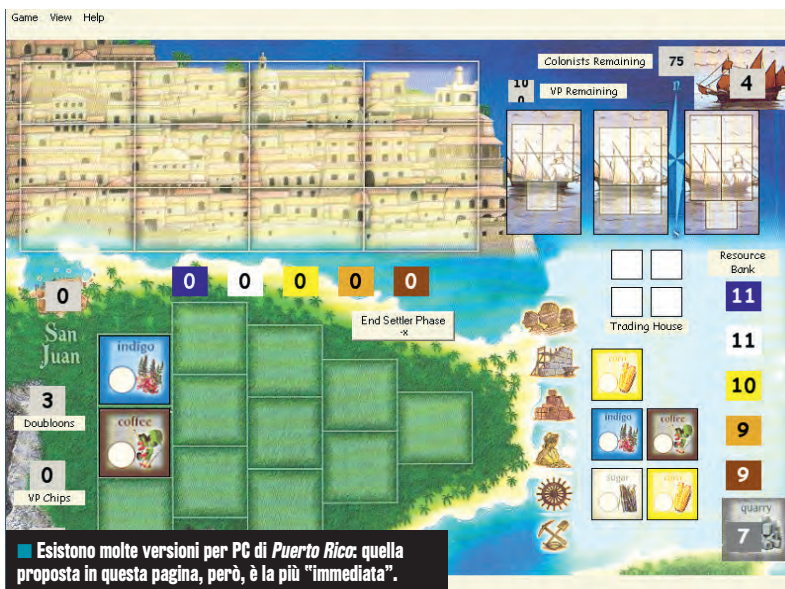 Game View Help
Colonists Remaining 75
4
10
0
VP Remaining
0 0 0 0 0
0
San
Juan
End Settler Phase
-x
Trading House
Resource
Bank
11
11
10
9
9
quarry
7
indigo
coffee
3
Doubloons
0
VP Chips
corn
indigo coffee
sugar corn
Esistono molte versioni per PC di Puerto Rico: quella
proposta in questa pagina, però, è la più "immediata".